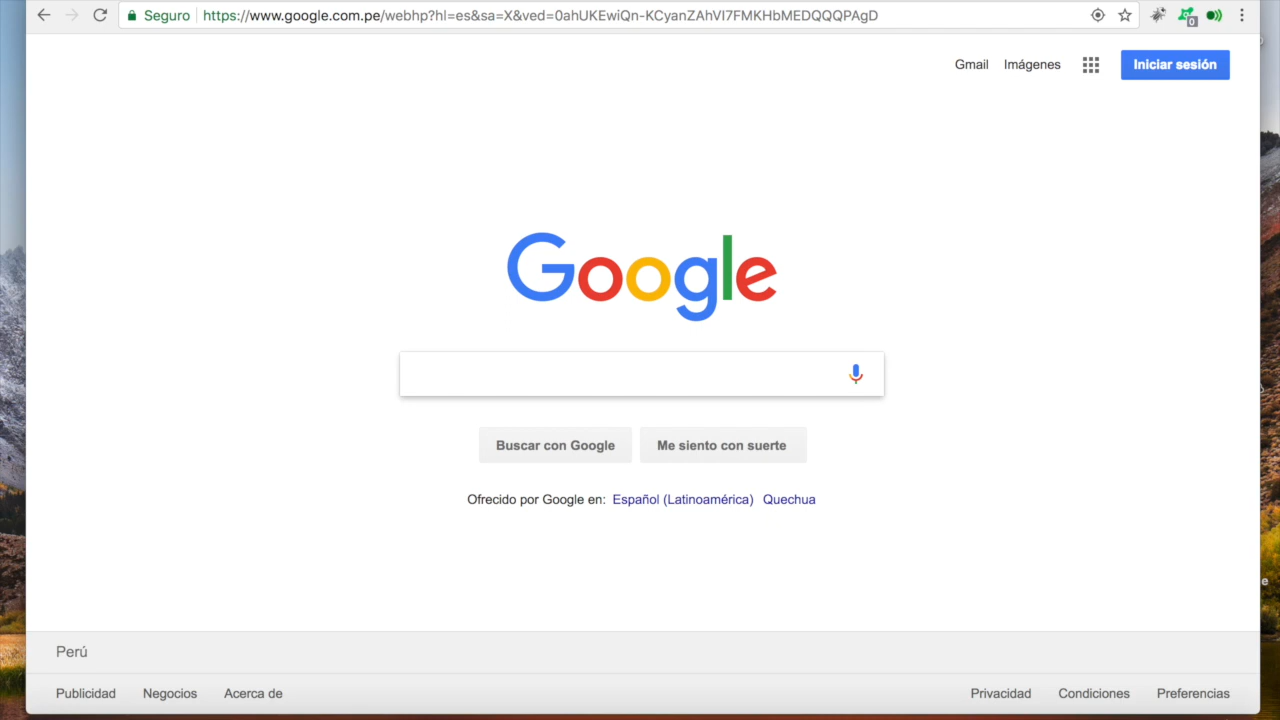 Seguro https://www.google.com.pe/webhp?hl=es&sa=X&ved=0ahUKEwiQn-KCyanZAhVI7FMKHbMEDQQQPAgD
0
Gmail Imágenes Iniciar sesión
Google
Buscar con Google Me siento con suerte
Ofrecido por Google en: Español (Latinoamérica) Quechua
e
Perú
Publicidad Negocios Acerca de Privacidad Condiciones Preferencias